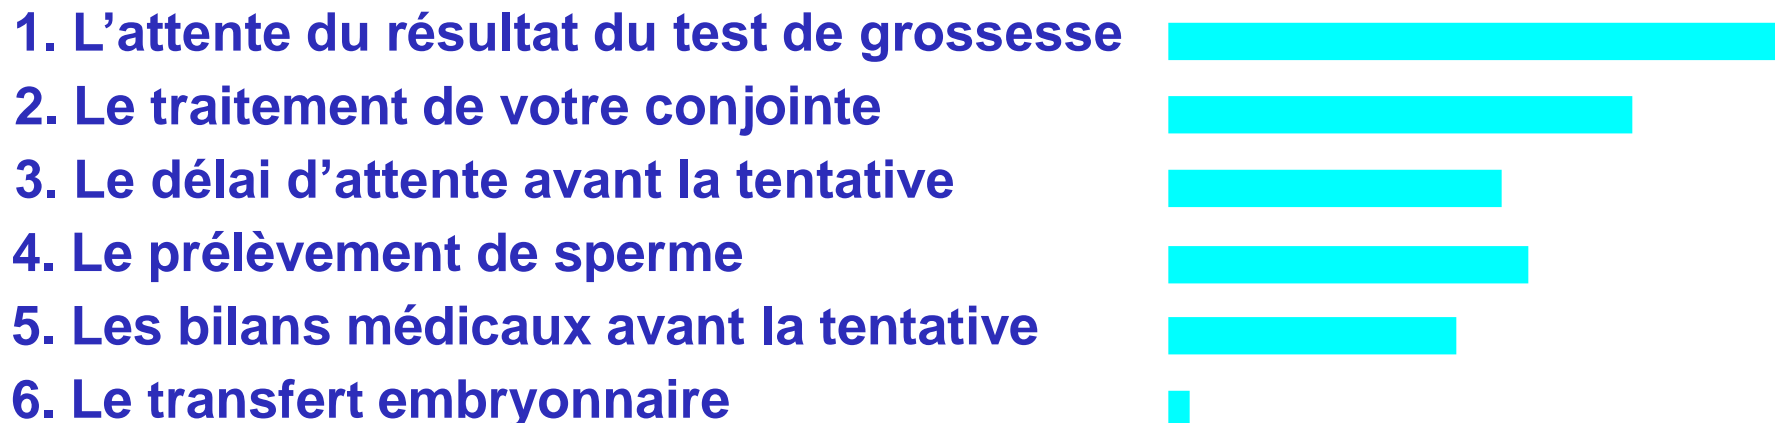 1. L’attente du résultat du test de grossesse
2. Le traitement de votre conjointe
3. Le délai d’attente avant la tentative
4. Le prélèvement de sperme
5. Les bilans médicaux avant la tentative
6. Le transfert embryonnaire